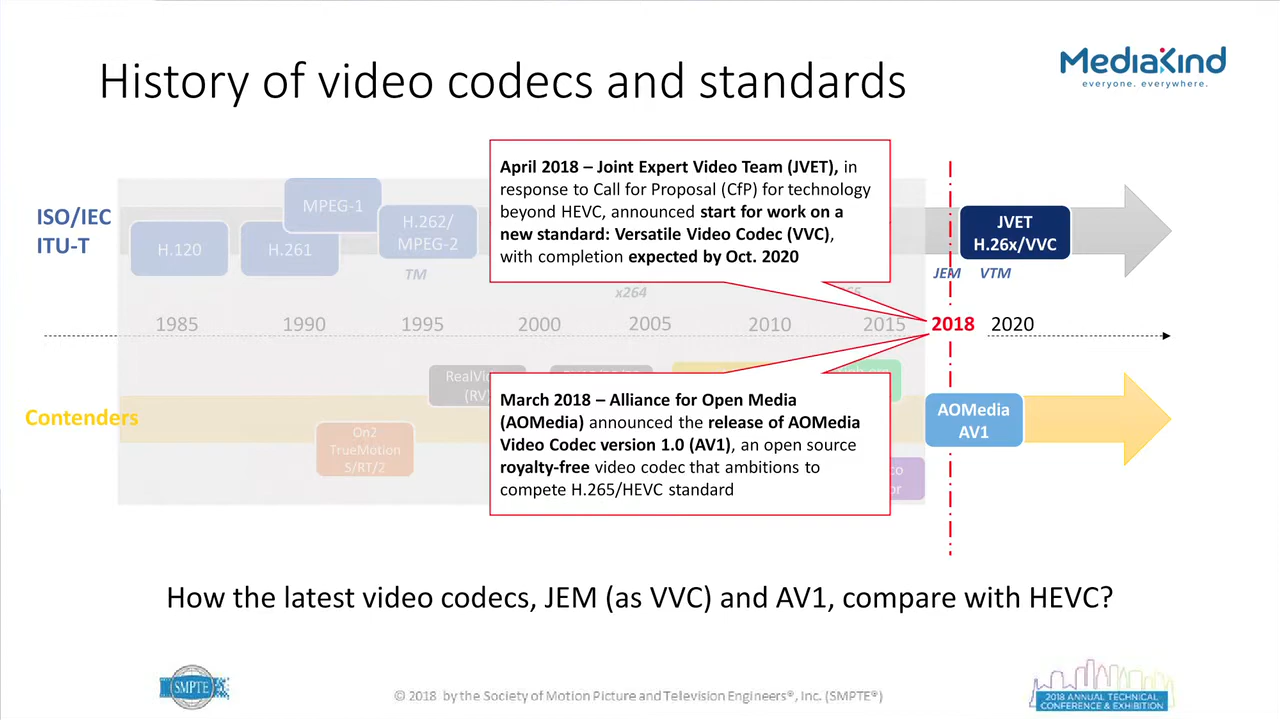 History of video codecs and standards
MediaKind
everyone. everywhere.
April 2018 – Joint Expert Video Team (JVET), in
response to Call for Proposal (CfP) for technology
beyond HEVC, announced start for work on a
new standard: Versatile Video Codec (VVC),
with completion expected by Oct. 2020
ISO/IEC
ITU-T
H.120
H.261
MPEG-1
H.262/
MPEG-2
TM
x264
JVET
H.26x/VVC
JEM
VTM
1985
1990
1995
2000
2005
2010
2015
2018
2020
Contenders
RealVid
(RV)
On2
TrueMotion
S/RT/2
March 2018 – Alliance for Open Media
(AOMedia) announced the release of AOMedia
Video Codec version 1.0 (AV1), an open source
royalty-free video codec that ambitions to
compete H.265/HEVC standard
AOMedia
AV1
How the latest video codecs, JEM (as VVC) and AV1, compare with HEVC?
SMPTE
© 2018 by the Society of Motion Picture and Television Engineers®, Inc. (SMPTE®)
2018 ANNUAL TECHNICAL
CONFERENCE & EXHIBITION